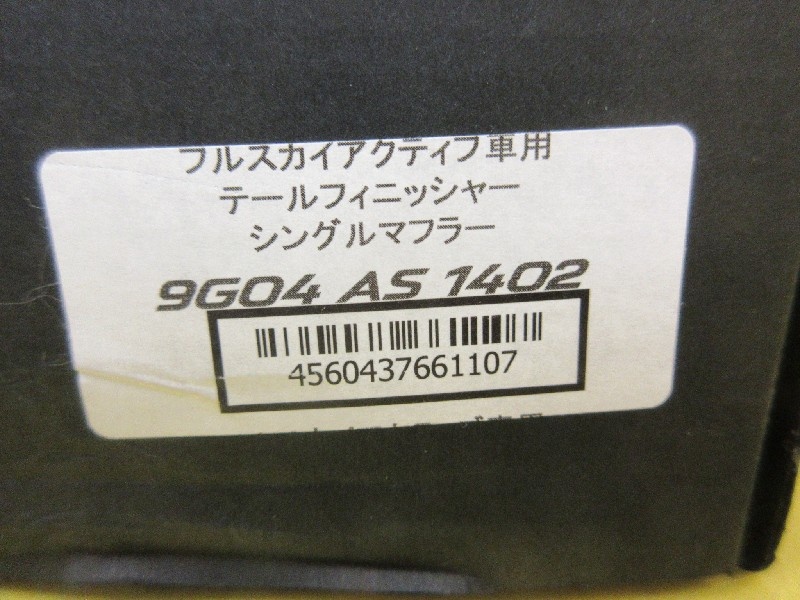 フルスカイアクティブ車用
テールフィニッシャー
シングルマフラー
9G04 AS 1402
4560437661107